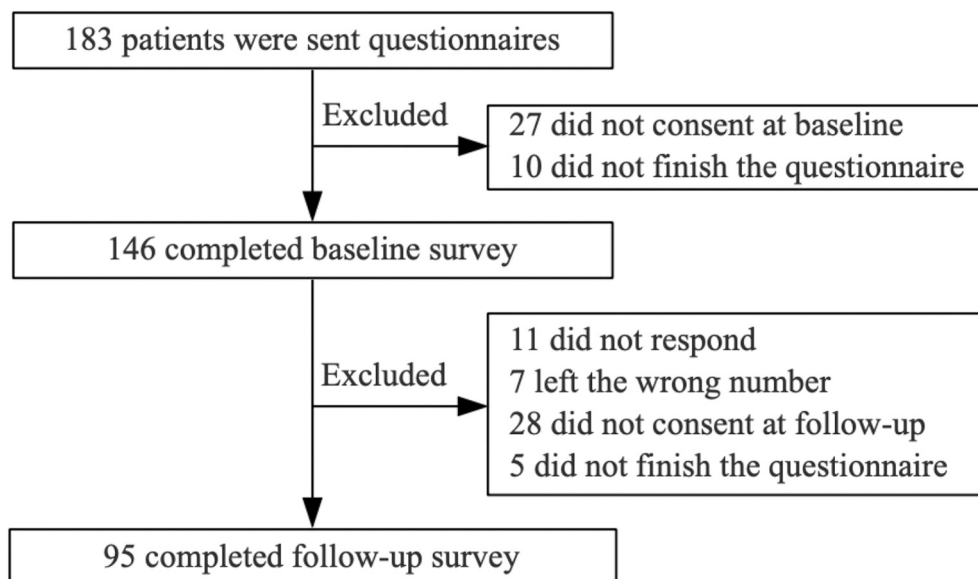 183 patients were sent questionnaires
Excluded
27 did not consent at baseline
10 did not finish the questionnaire
146 completed baseline survey
Excluded
11 did not respond
7 left the wrong number
28 did not consent at follow-up
5 did not finish the questionnaire
95 completed follow-up survey